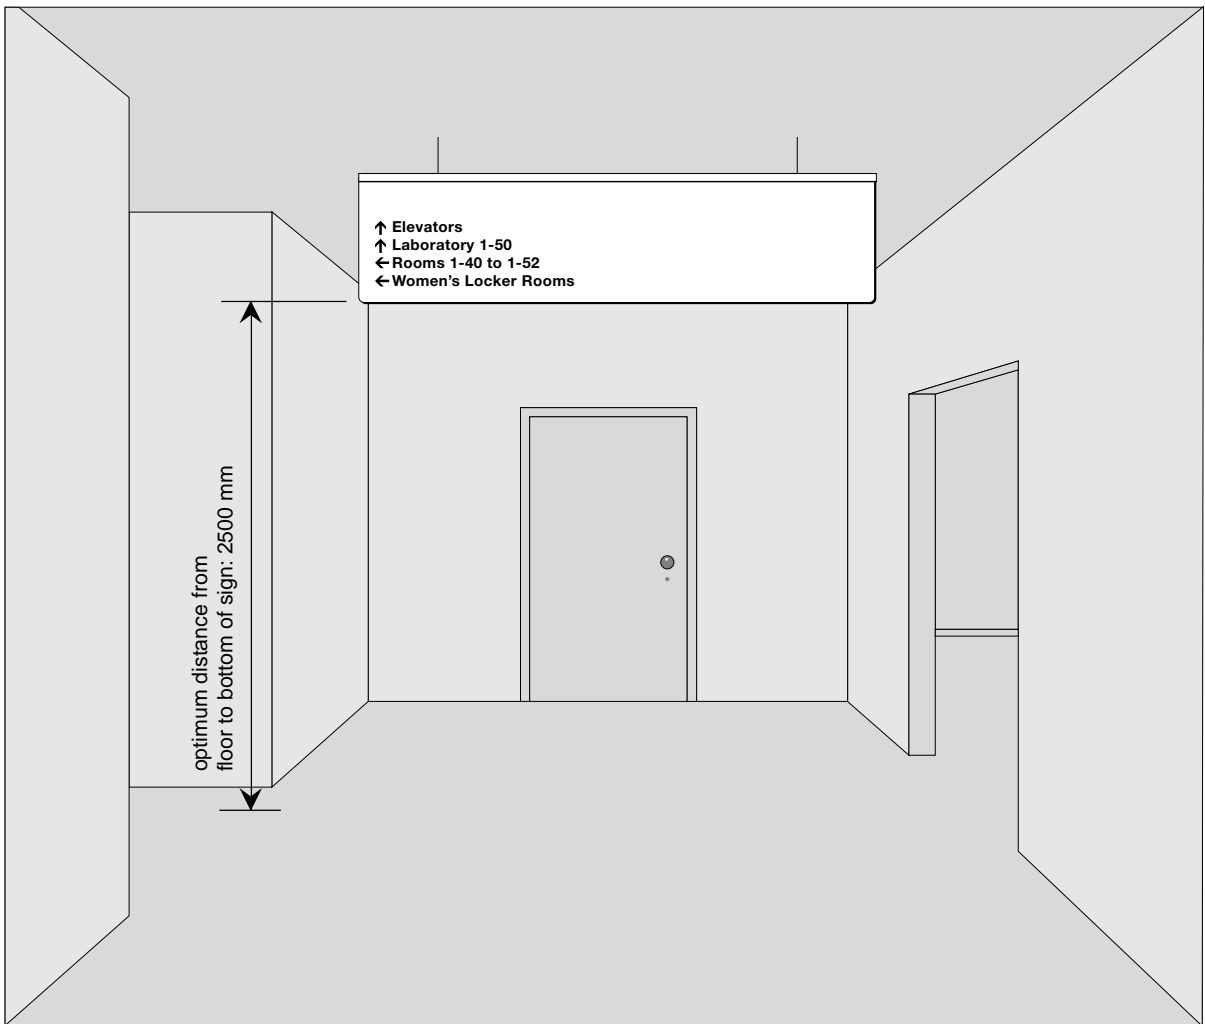 ↑ Elevators
↑ Laboratory 1-50
← Rooms 1-40 to 1-52
← Women’s Locker Rooms
optimum distance from
floor to bottom of sign: 2500 mm